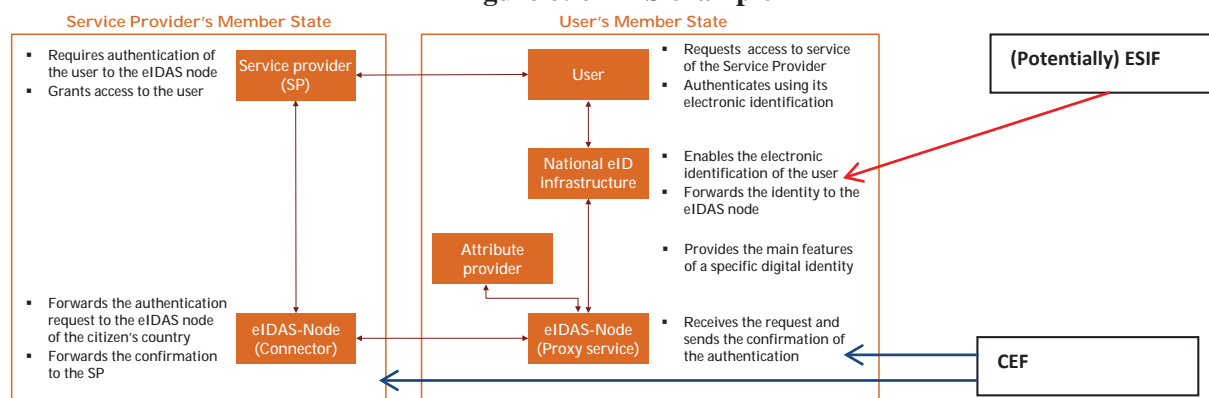 Service Provider's Member State
User's Member State
▪ Requires authentication of
the user to the eIDAS node
▪ Grants access to the user
Service provider
(SP)
User
▪ Requests access to service
of the Service Provider
▪ Authenticates using its
electronic identification
(Potentially) ESIF
National eID
infrastructure
▪ Enables the electronic
identification of the user
▪ Forwards the identity to the
eIDAS node
Attribute
provider
▪ Provides the main features
of a specific digital identity
▪ Forwards the authentication
request to the eIDAS node
of the citizen's country
▪ Forwards the confirmation
to the SP
eIDAS-Node
(Connector)
eIDAS-Node
(Proxy service)
▪ Receives the request and
sends the confirmation of
the authentication
CEF